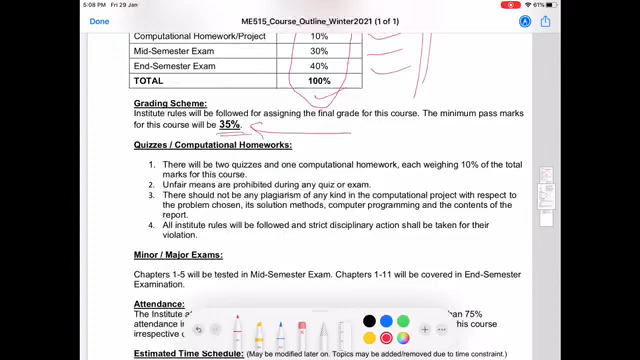 5:08 PM Fri 29 Jan
61%
ME515_Course_Outline_Winter2021 (1 of 1)
Computational Homework/Project 10%
Mid-Semester Exam 30%
End-Semester Exam 40%
TOTAL 100%
Grading Scheme:
Institute rules will be followed for assigning the final grade for this course. The minimum pass marks
for this course will be 35%.
Quizzes / Computational Homeworks:
1. There will be two quizzes and one computational homework, each weighing 10% of the total
marks for this course.
2. Unfair means are prohibited during any quiz or exam.
3. There should not be any plagiarism of any kind in the computational project with respect to
the problem chosen, its solution methods, computer programming and the contents of the
report.
4. All institute rules will be followed and strict disciplinary action shall be taken for their
violation.
Minor / Major Exams:
Chapters 1-5 will be tested in Mid-Semester Exam. Chapters 1-11 will be covered in End-Semester
Examination.
Attendance:
The Institute a han 75%
attendance in this course
irrespective o
Estimated Time Schedule: (May be modified later on. Topics may be added/removed due to time constraint.)